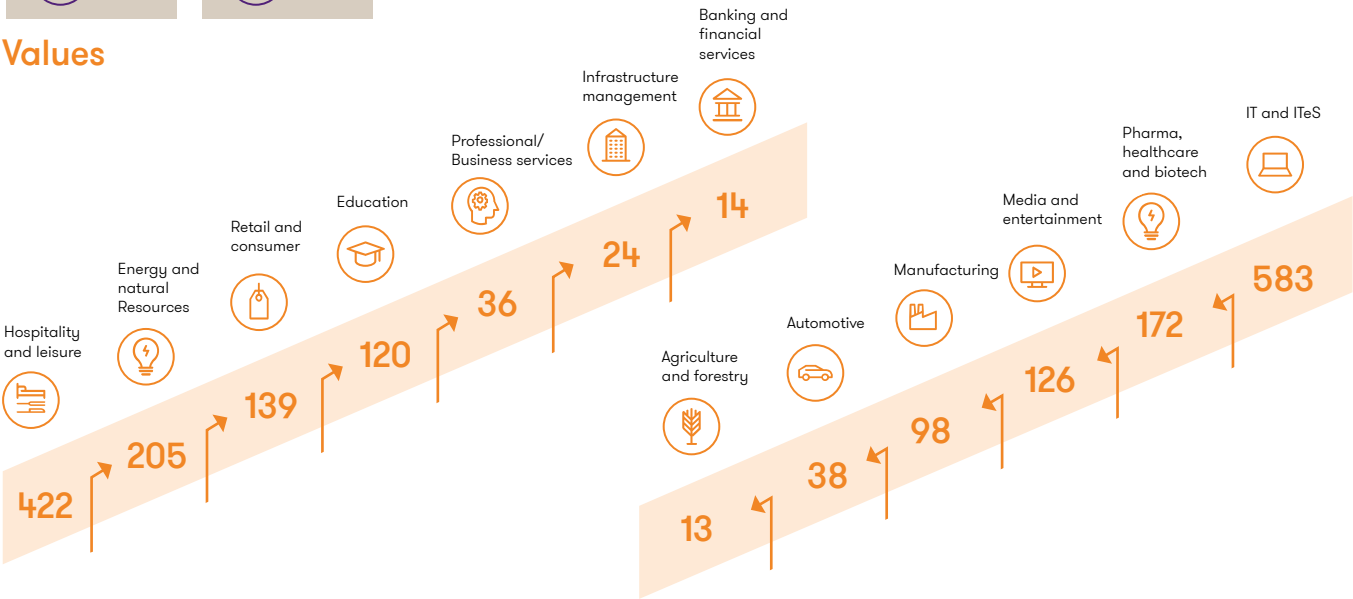 Values
Hospitality
and leisure
422
Energy and
natural
Resources
205
Retail and
consumer
139
Education
120
Professional/
Business services
36
Infrastructure
management
24
Banking and
financial
services
14
Agriculture
and forestry
13
Automotive
38
Manufacturing
98
Media and
entertainment
126
Pharma,
healthcare
and biotech
172
IT and ITeS
583